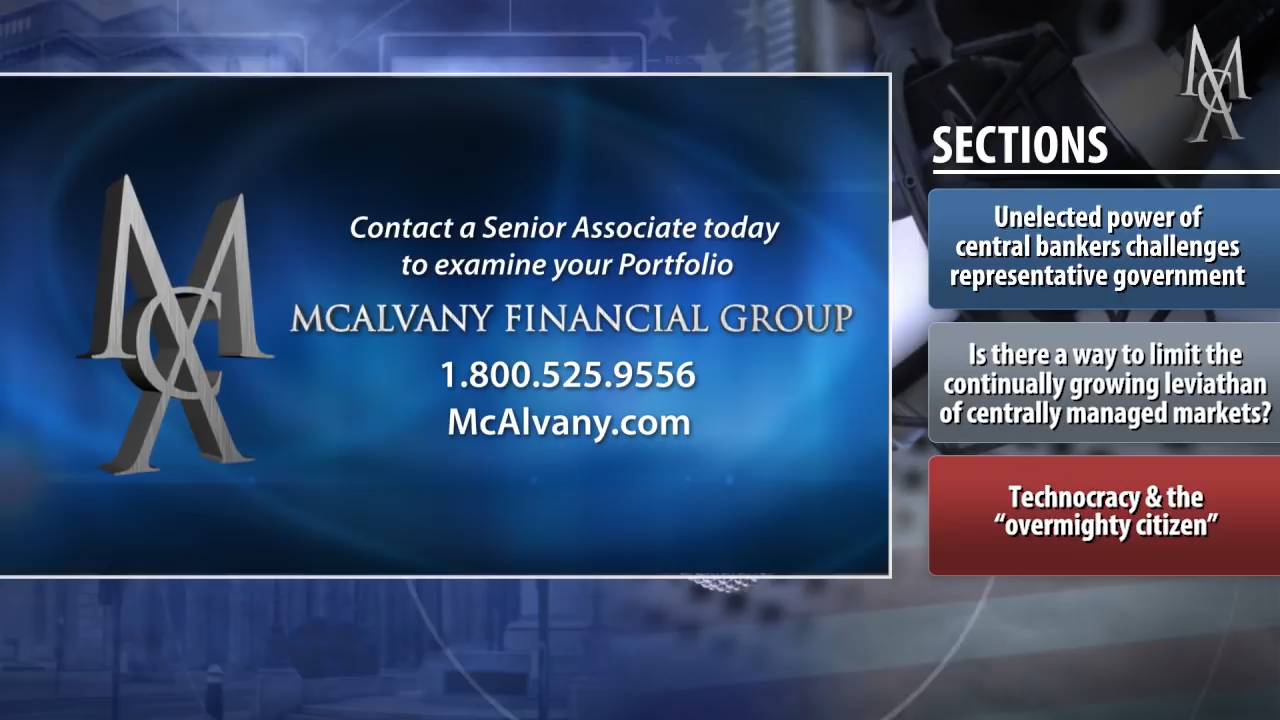 Contact a Senior Associate today
to examine your Portfolio
MCALVANY FINANCIAL GROUP
1.800.525.9556
McAlvany.com
SECTIONS
Unelected power of
central bankers challenges
representative government
Is there a way to limit the
continually growing leviathan
of centrally managed markets?
Technocracy & the
“overmighty citizen”